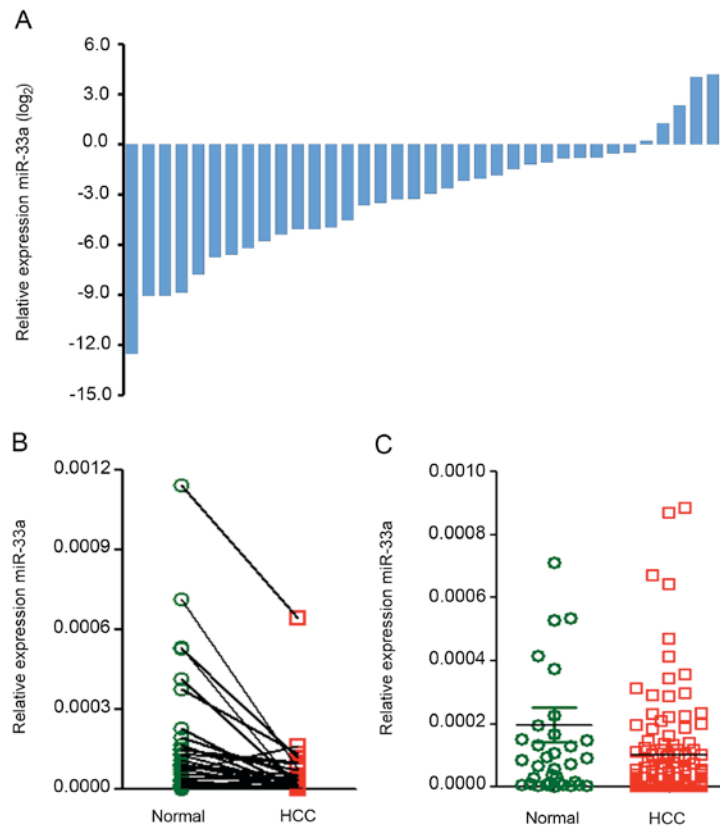 A
Relative expression miR-33a (log2)
6.0
3.0
0.0
-3.0
-6.0
-9.0
-12.0
-15.0
B
Relative expression miR-33a
0.0012
0.0009
0.0006
0.0003
0.0000
Normal HCC
C
Relative expression miR-33a
0.0010
0.0008
0.0006
0.0004
0.0002
0.0000
Normal HCC